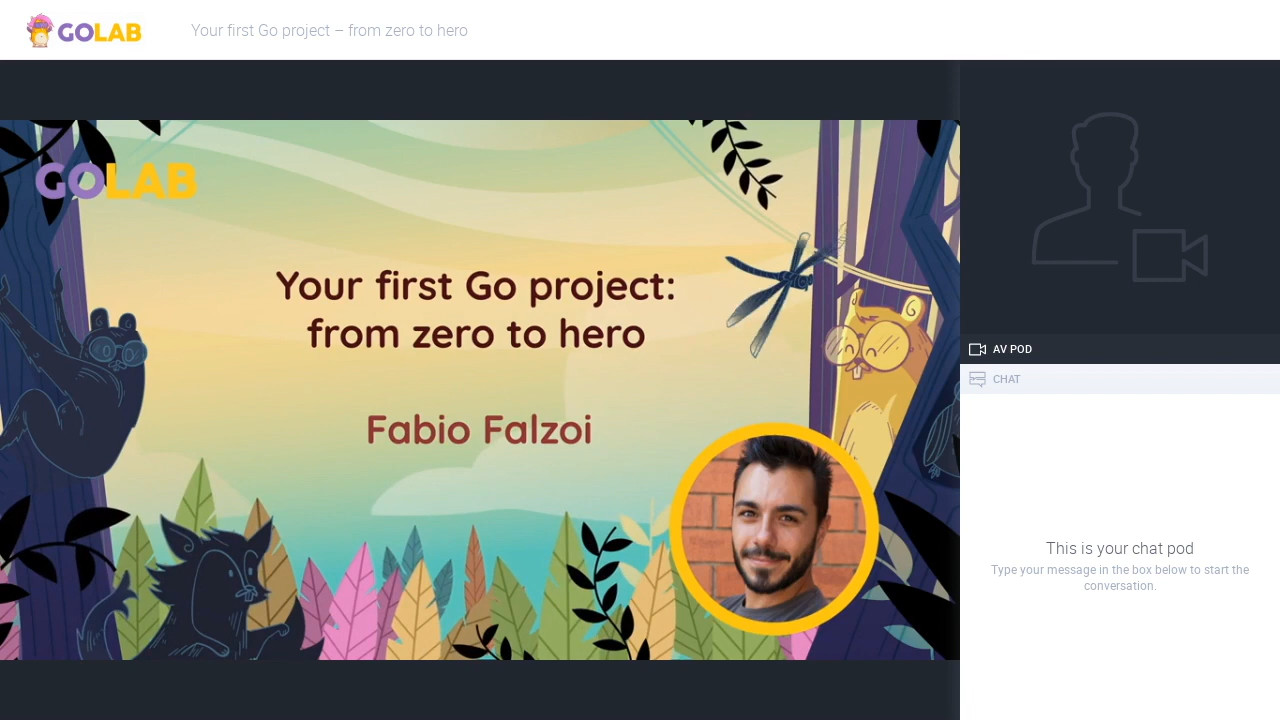 GOLAB
Your first Go project – from zero to hero
GOLAB
Your first Go project:
from zero to hero
Fabio Falzoi
AV POD
CHAT
This is your chat pod
Type your message in the box below to start the
conversation.